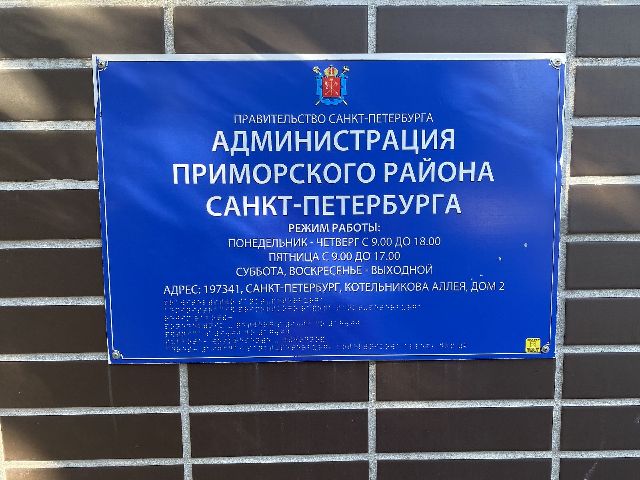 ПРАВИТЕЛЬСТВО САНКТ-ПЕТЕРБУРГА
АДМИНИСТРАЦИЯ
ПРИМОРСКОГО РАЙОНА
САНКТ-ПЕТЕРБУРГА
РЕЖИМ РАБОТЫ:
ПОНЕДЕЛЬНИК - ЧЕТВЕРГ С 9.00 ДО 18.00
ПЯТНИЦА С 9.00 ДО 17.00
СУББОТА, ВОСКРЕСЕНЬЕ - ВЫХОДНОЙ
АДРЕС: 197341, САНКТ-ПЕТЕРБУРГ, КОТЕЛЬНИКОВА АЛЛЕЯ, ДОМ 2